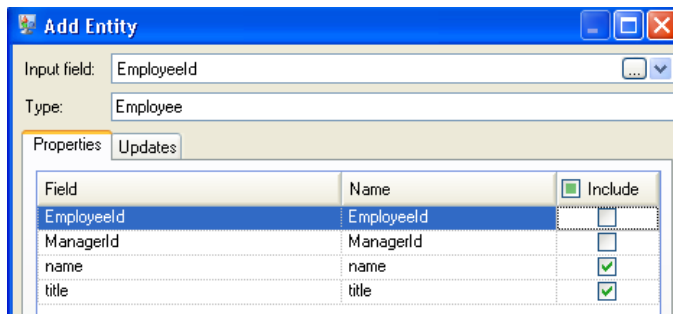 Add Entity
Input field: EmployeeId ...
Type: Employee
Properties Updates
Field Name Include
EmployeeId EmployeeId
ManagerId ManagerId
name name
title title